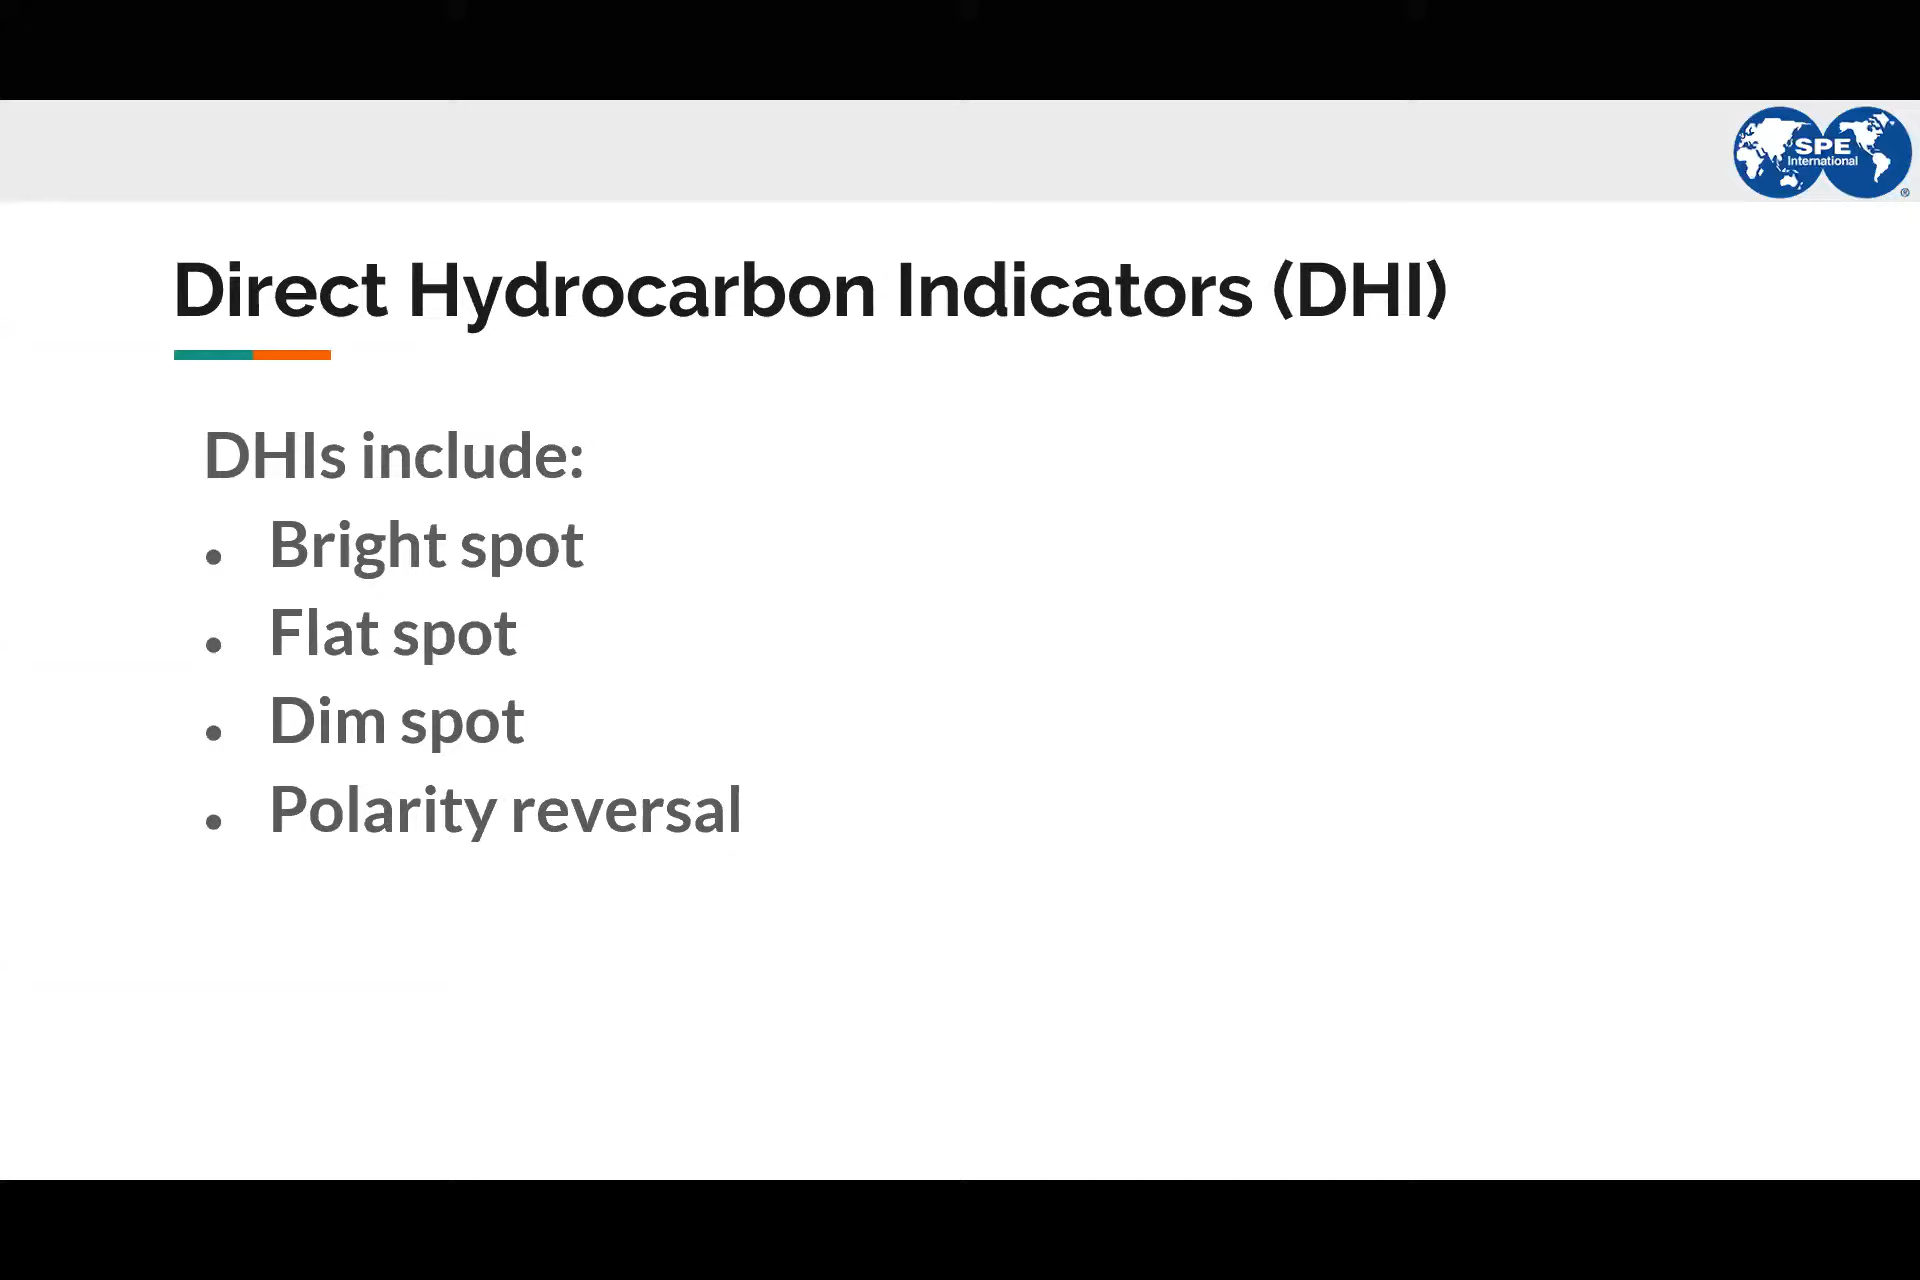 SPE
International
®
Direct Hydrocarbon Indicators (DHI)
DHIs include:
• Bright spot
• Flat spot
• Dim spot
• Polarity reversal